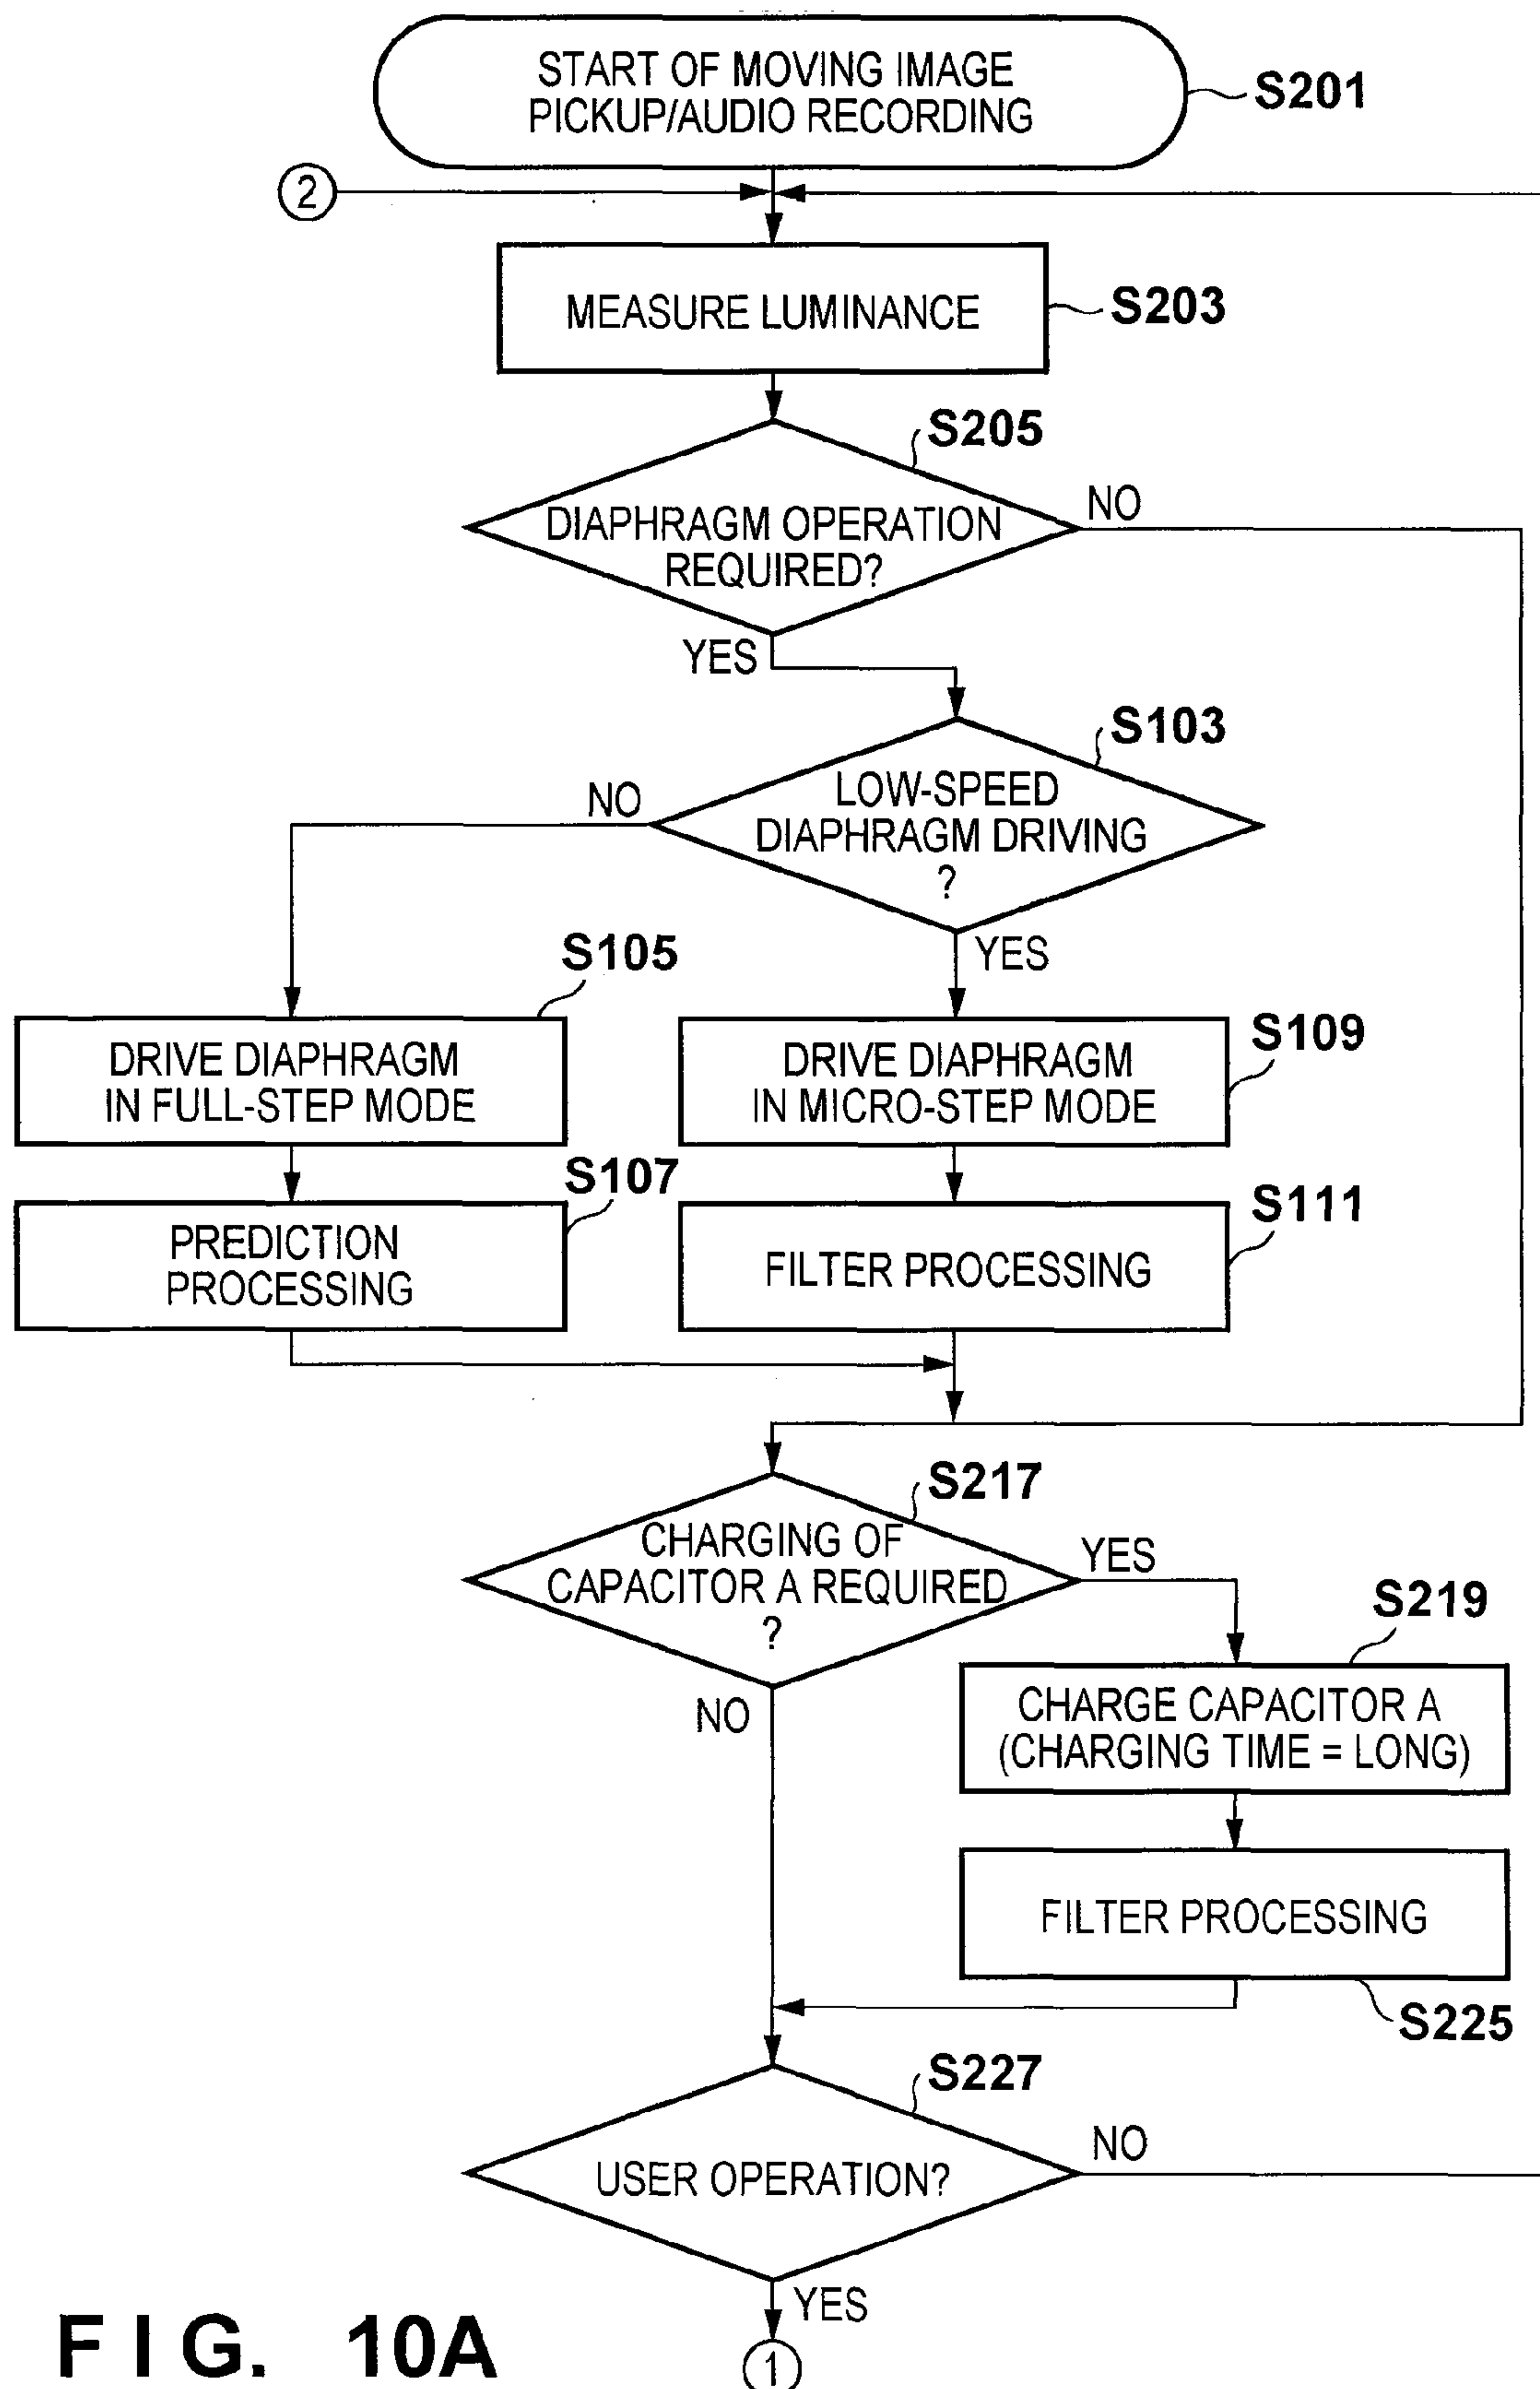 START OF MOVING IMAGE
PICKUP/AUDIO RECORDING
S201
2
MEASURE LUMINANCE
S203
S205
DIAPHRAGM OPERATION
REQUIRED?
NO
YES
S103
LOW-SPEED
DIAPHRAGM DRIVING
?
NO
YES
S105
DRIVE DIAPHRAGM
IN FULL-STEP MODE
S109
DRIVE DIAPHRAGM
IN MICRO-STEP MODE
S107
PREDICTION
PROCESSING
S111
FILTER PROCESSING
S217
CHARGING OF
CAPACITOR A REQUIRED
?
YES
NO
S219
CHARGE CAPACITOR A
(CHARGING TIME = LONG)
FILTER PROCESSING
S225
S227
USER OPERATION?
NO
YES
1
FIG. 10A